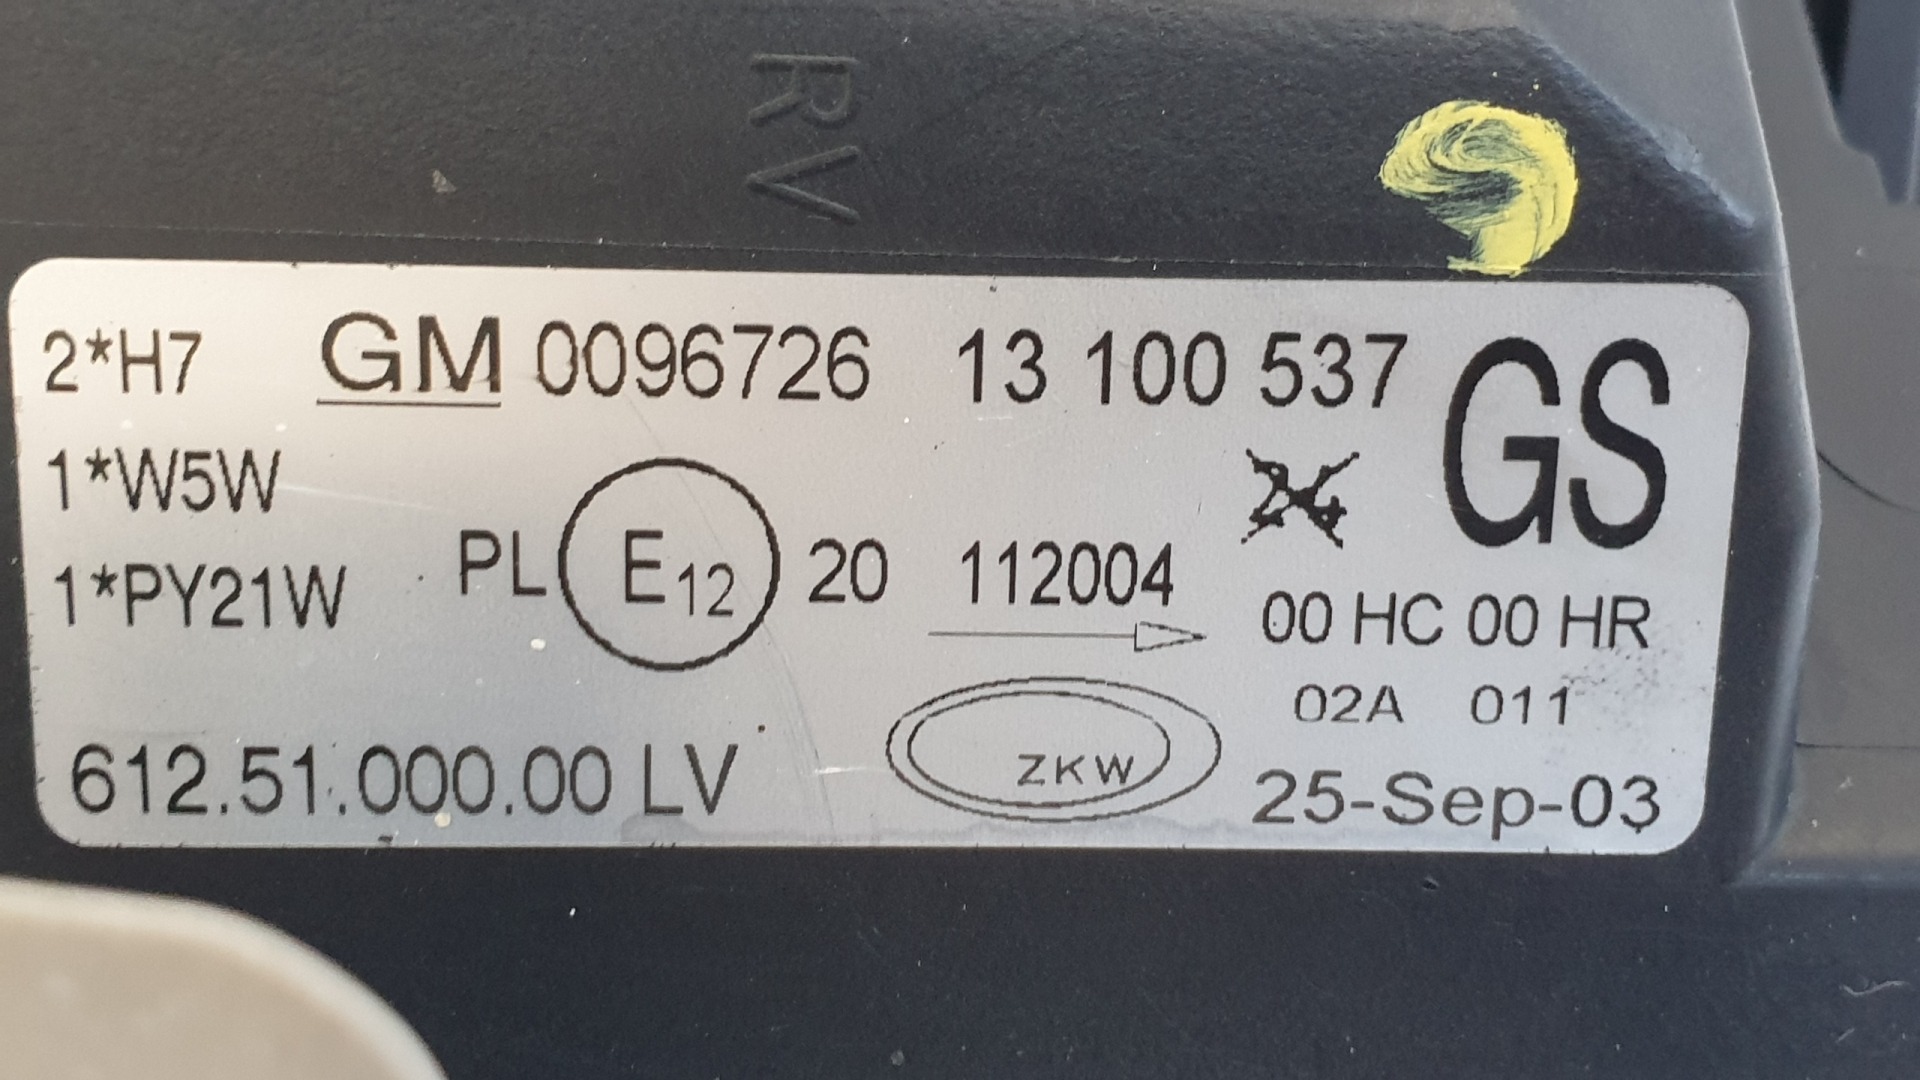 RV
2*H7 GM 0096726 13 100 537 GS
1*W5W
1*PY21W PL E12 20 112004 00 HC 00 HR
02A 011
612.51.000.00 LV ZKW 25-Sep-03